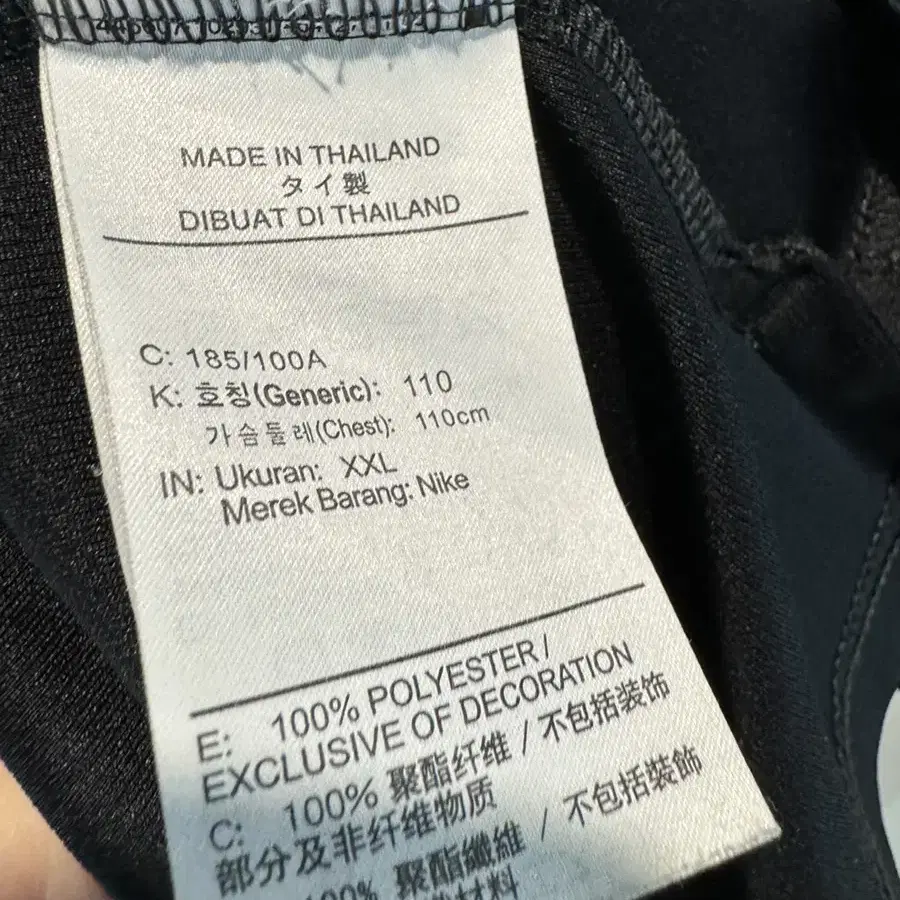 MADE IN THAILAND
タイ製
DIBUAT DI THAILAND
C: 185/100A
K: 호칭(Generic): 110
가슴둘레(Chest): 110cm
IN: Ukuran: XXL
Merek Barang: Nike
E: 100% POLYESTER/
EXCLUSIVE OF DECORATION
C: 100% 聚酯纤维 / 不包括装饰
部分及非纤维物质
100% 聚酯纖維 / 不包括裝飾
材料